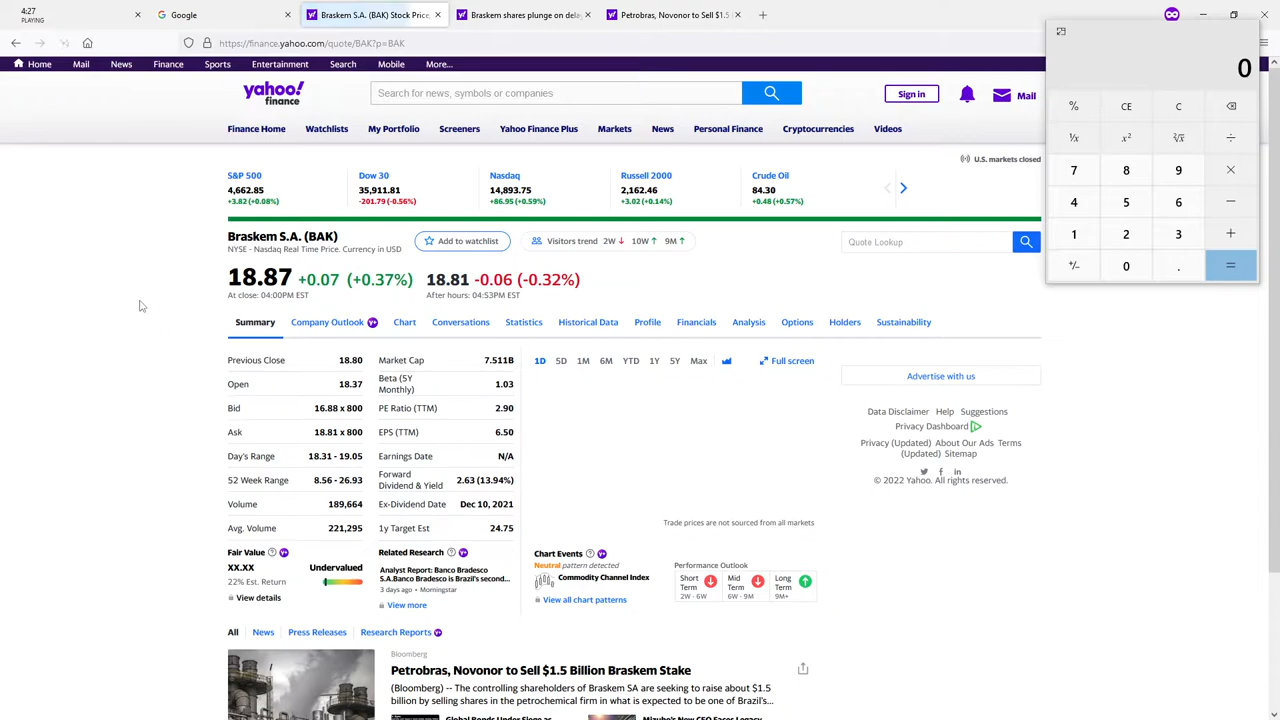 4:27
PLAYING
Google
Braskem S.A. (BAK) Stock Price,
Braskem shares plunge on delay
Petrobras, Novonor to Sell $1.5
https://finance.yahoo.com/quote/BAK?p=BAK
Home Mail News Finance Sports Entertainment Search Mobile More...
yahoo!
finance
Search for news, symbols or companies
Sign in
Mail
Finance Home Watchlists My Portfolio Screeners Yahoo Finance Plus Markets News Personal Finance Cryptocurrencies Videos
U.S. markets closed
S&P 500 Dow 30 Nasdaq Russell 2000 Crude Oil
4,662.85 35,911.81 14,893.75 2,162.46 84.30
+3.82 (+0.08%) -201.79 (-0.56%) +86.95 (+0.59%) +3.02 (+0.14%) +0.48 (+0.57%)
Braskem S.A. (BAK)
NYSE - Nasdaq Real Time Price. Currency in USD
Add to watchlist
Visitors trend 2W↓ 10W↑ 9M↑
Quote Lookup
18.87 +0.07 (+0.37%) 18.81 -0.06 (-0.32%)
At close: 04:00PM EST After hours: 04:53PM EST
Summary Company Outlook Y+ Chart Conversations Statistics Historical Data Profile Financials Analysis Options Holders Sustainability
Previous Close 18.80
Open 18.37
Bid 16.88 x 800
Ask 18.81 x 800
Day's Range 18.31 - 19.05
52 Week Range 8.56 - 26.93
Volume 189,664
Avg. Volume 221,295
Market Cap 7.511B
Beta (5Y
Monthly) 1.03
PE Ratio (TTM) 2.90
EPS (TTM) 6.50
Earnings Date N/A
Forward
Dividend & Yield 2.63 (13.94%)
Ex-Dividend Date Dec 10, 2021
1y Target Est 24.75
1D 5D 1M 6M YTD 1Y 5Y Max
Full screen
Trade prices are not sourced from all markets
Fair Value ? Y+
XX.XX Undervalued
22% Est. Return
View details
Related Research ? Y+
Analyst Report: Banco Bradesco
S.A.Banco Bradesco is Brazil's second...
3 days ago • Morningstar
View more
Chart Events ? Y+
Neutral pattern detected
Commodity Channel Index
View all chart patterns
Performance Outlook
Short
Term
2W - 6W
Mid
Term
6W - 9M
Long
Term
9M+
Advertise with us
Data Disclaimer Help Suggestions
Privacy Dashboard
Privacy (Updated) About Our Ads Terms
(Updated) Sitemap
© 2022 Yahoo. All rights reserved.
All News Press Releases Research Reports Y+
Bloomberg
Petrobras, Novonor to Sell $1.5 Billion Braskem Stake
(Bloomberg) -- The controlling shareholders of Braskem SA are seeking to raise about $1.5
billion by selling shares in the petrochemical firm in what is expected to be one of Brazil's...
Global Bonds Under Siege as
Mizuho's New CEO Faces Legacy
0
% CE C ⌫
¹/x x² ²√x ÷
7 8 9 ×
4 5 6
1 2 3 +
+/- 0 . =